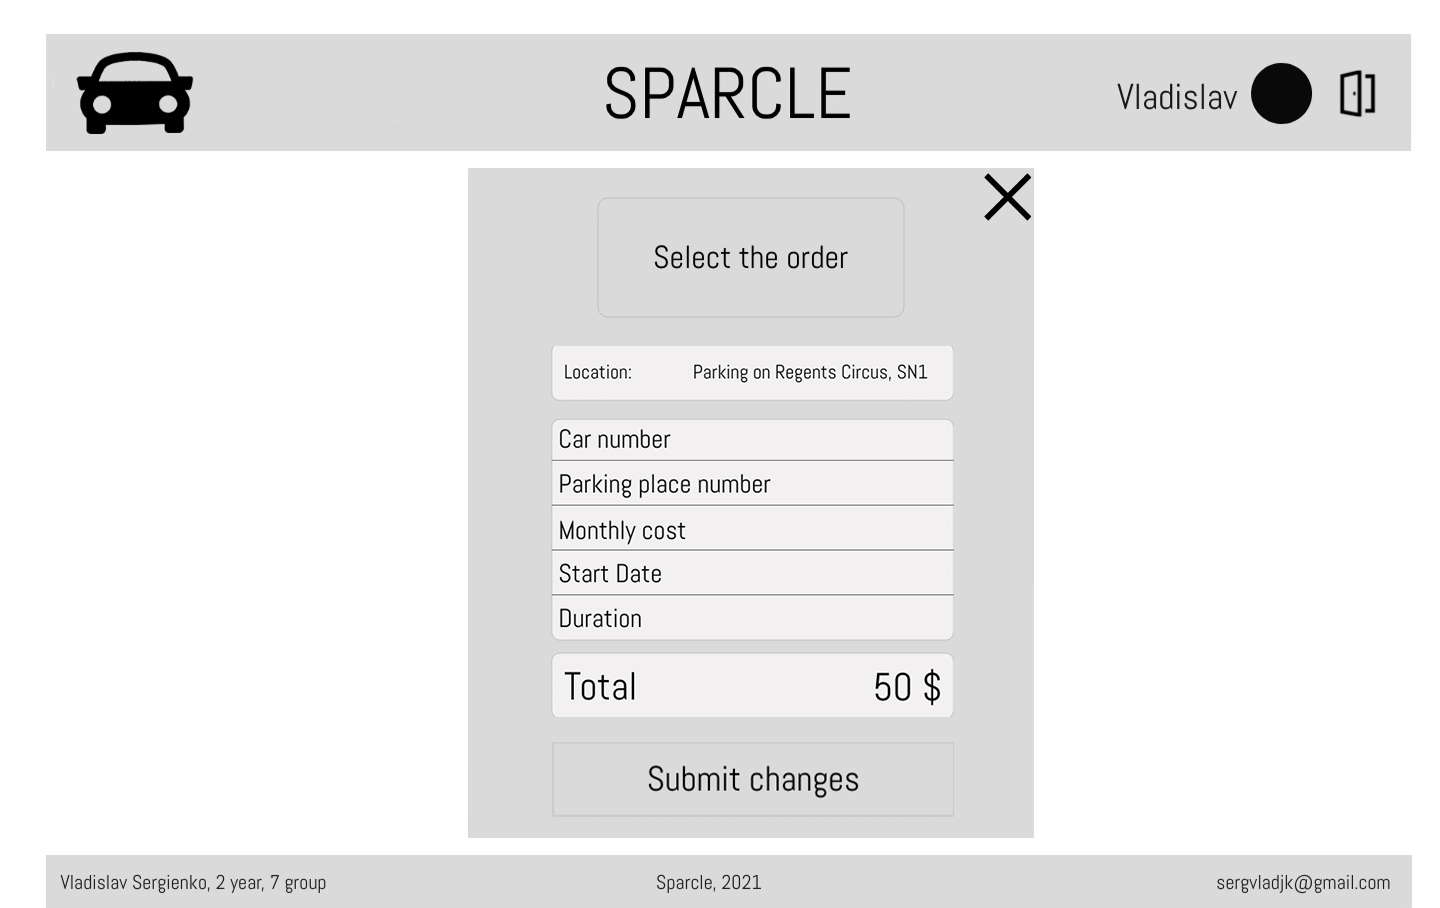 SPARCLE
Vladislav
Select the order
Location: Parking on Regents Circus, SN1
Car number
Parking place number
Monthly cost
Start Date
Duration
Total 50 $
Submit changes
Vladislav Sergienko, 2 year, 7 group
Sparcle, 2021
sergvladjk@gmail.com